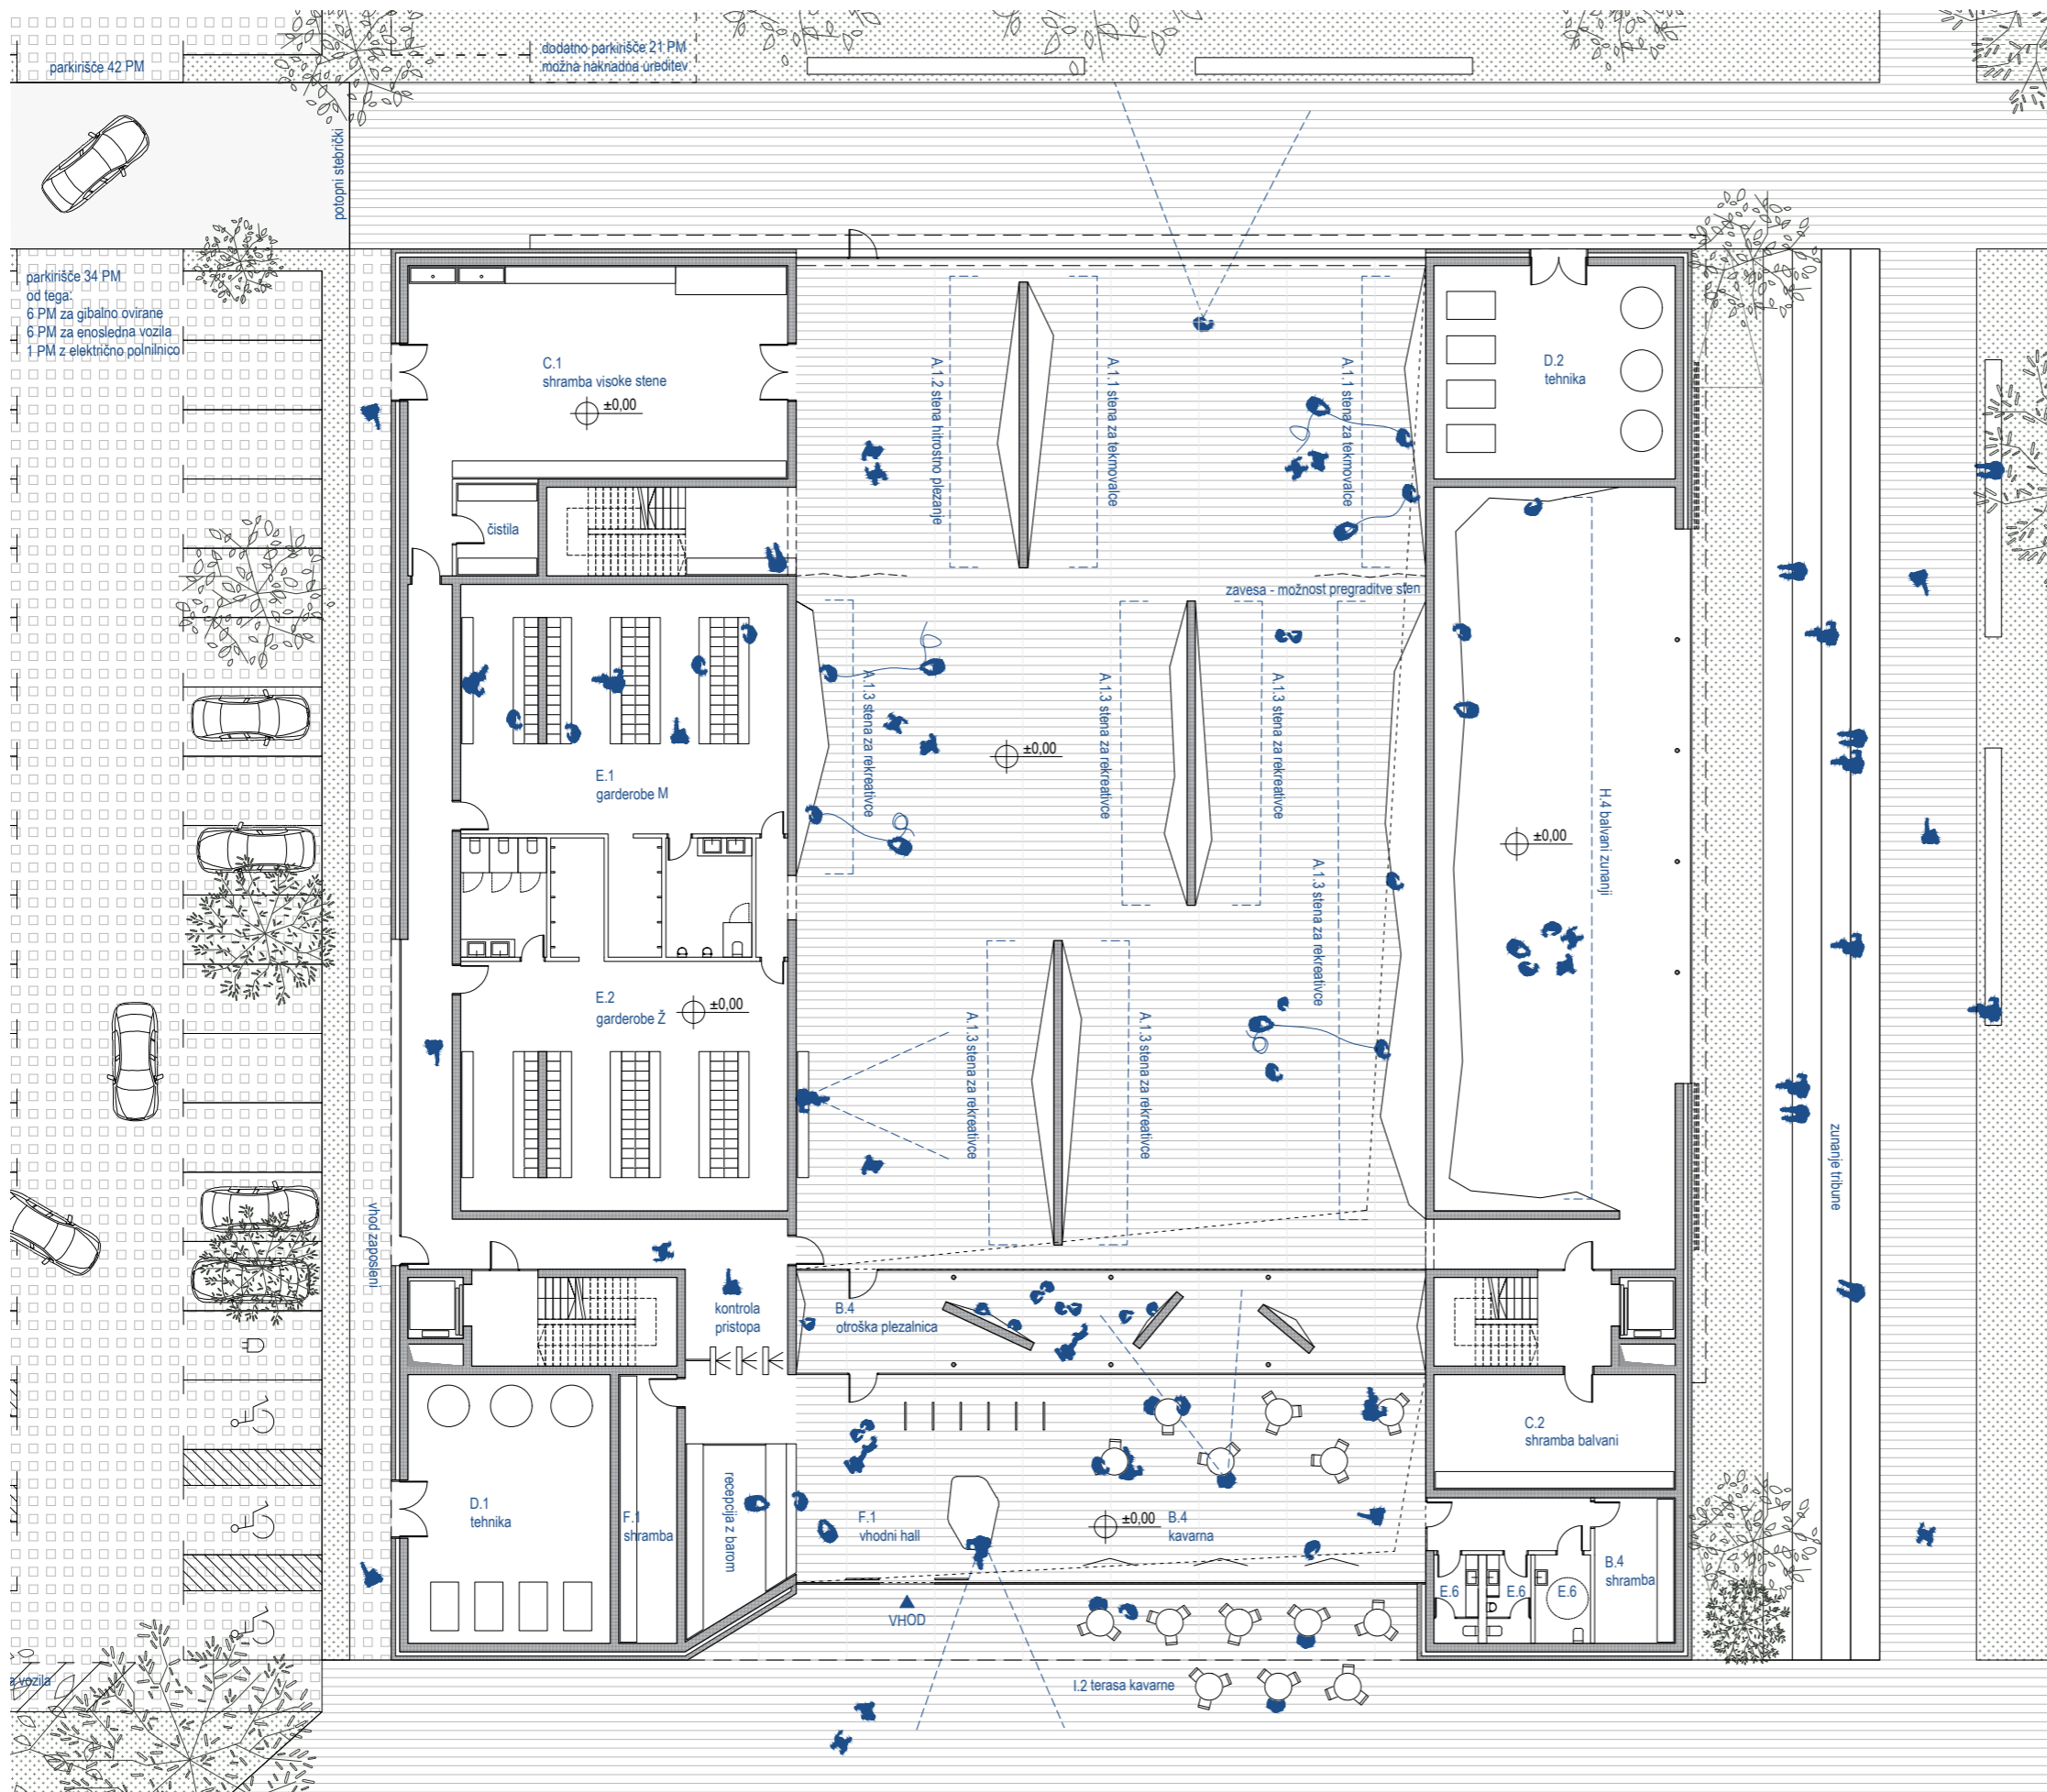 parkirišče 42 PM
dodatno parkirišče 21 PM
možna naknadna ureditev
potopni stebrički
parkirišče 34 PM
od tega:
6 PM za gibalno ovirane
6 PM za enosledna vozila
1 PM z električno polnilnico
C.1
shramba visoke stene
±0,00
A.1.2 stena hitrostno plezanje
A.1.1 stena za tekmovalce
A.1.1 stena za tekmovalce
D.2
tehnika
čistila
zavesa - možnost pregraditve sten
A.1.3 stena za rekreativce
±0,00
A.1.3 stena za rekreativce
A.1.3 stena za rekreativce
E.1
garderobe M
H.4 balvani zunanji
±0,00
A.1.3 stena za rekreativce
E.2
garderobe Ž
±0,00
A.1.3 stena za rekreativce
A.1.3 stena za rekreativce
zunanje tribune
vhod zaposleni
kontrola
pristopa
B.4
otroška plezalnica
C.2
shramba balvani
D.1
tehnika
F.1
shramba
recepcija z barom
F.1
vhodni hall
±0,00
B.4
kavarna
E.6
E.6
E.6
B.4
shramba
VHOD
I.2 terasa kavarne
a vozila